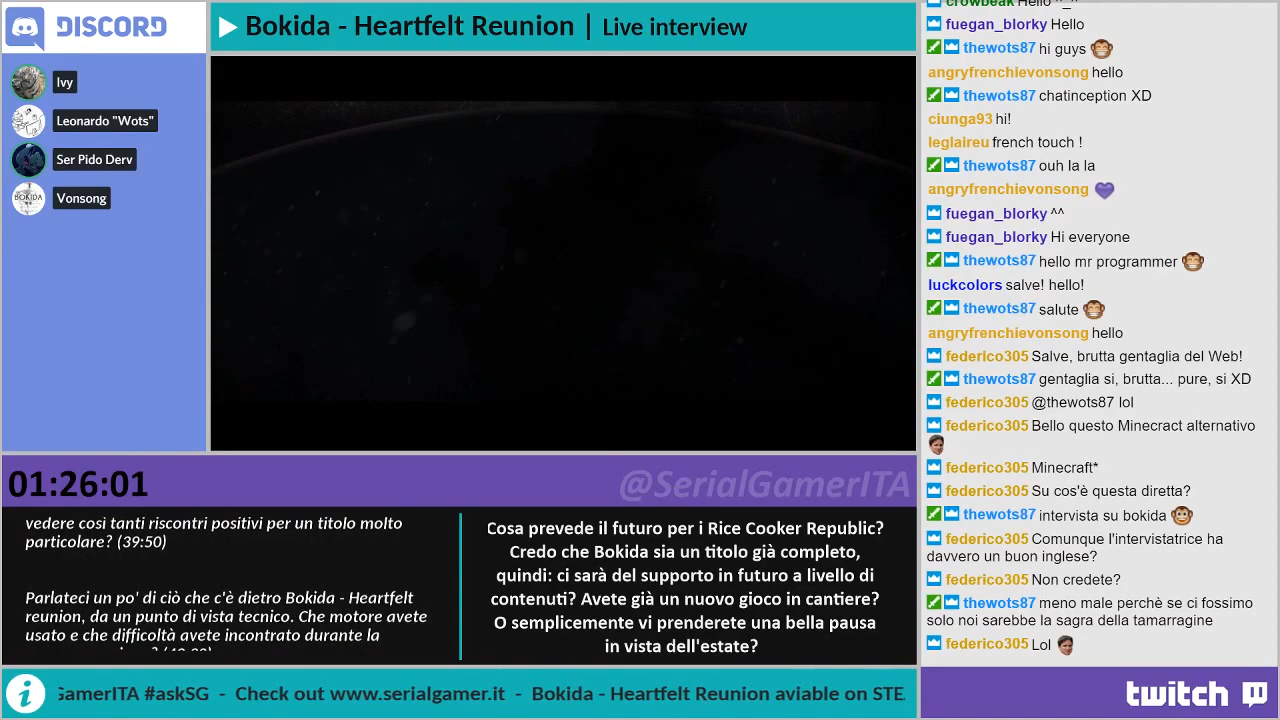 DISCORD
Ivy
Leonardo "Wots"
Ser Pido Derv
Vonsong
Bokida - Heartfelt Reunion | Live interview
01:26:01
@SerialGamerITA
vedere cosi tanti riscontri positivi per un titolo molto
particolare? (39:50)
Parlateci un po' di ciò che c'è dietro Bokida - Heartfelt
reunion, da un punto di vista tecnico. Che motore avete
usato e che difficoltà avete incontrato durante la
Cosa prevede il futuro per i Rice Cooker Republic?
Credo che Bokida sia un titolo già completo,
quindi: ci sarà del supporto in futuro a livello di
contenuti? Avete già un nuovo gioco in cantiere?
O semplicemente vi prenderete una bella pausa
in vista dell'estate?
GamerITA #askSG - Check out www.serialgamer.it - Bokida - Heartfelt Reunion aviable on STE
crowbeak Hello ^_^
fuegan_blorky Hello
thewots87 hi guys
angryfrenchievonsong hello
thewots87 chatinception XD
ciunga93 hi!
leglaireu french touch !
thewots87 ouh la la
angryfrenchievonsong
fuegan_blorky ^^
fuegan_blorky Hi everyone
thewots87 hello mr programmer
luckcolors salve! hello!
thewots87 salute
angryfrenchievonsong hello
federico305 Salve, brutta gentaglia del Web!
thewots87 gentaglia si, brutta... pure, si XD
federico305 @thewots87 lol
federico305 Bello questo Minecract alternativo
federico305 Minecraft*
federico305 Su cos'è questa diretta?
thewots87 intervista su bokida
federico305 Comunque l'intervistatrice ha
davvero un buon inglese?
federico305 Non credete?
thewots87 meno male perchè se ci fossimo
solo noi sarebbe la sagra della tamarragine
federico305 Lol
twitch